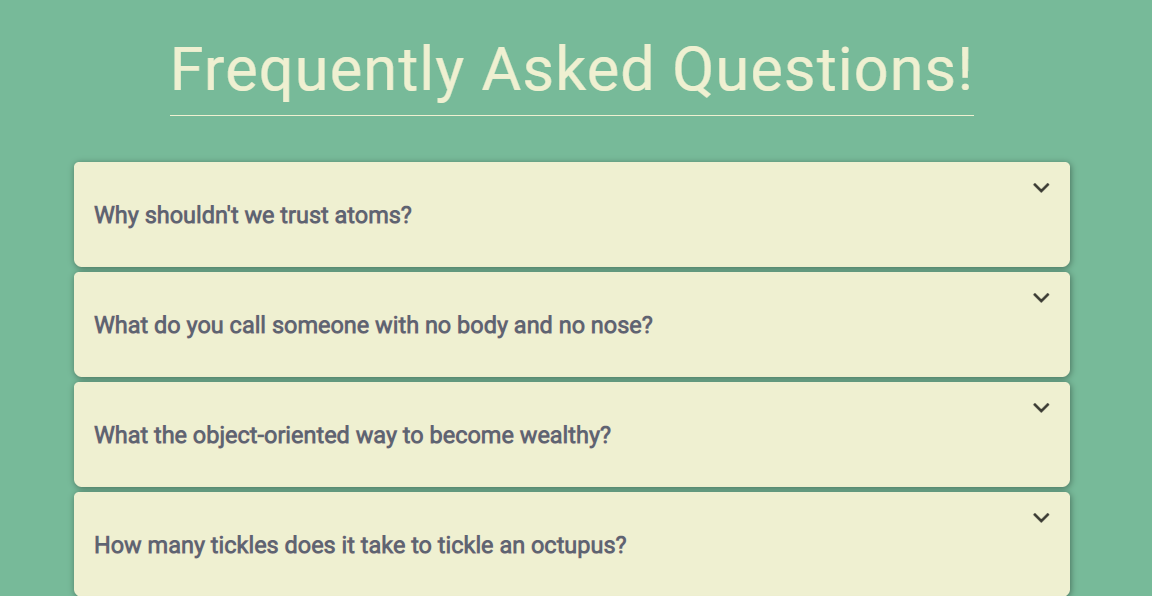 Frequently Asked Questions!
Why shouldn't we trust atoms?
What do you call someone with no body and no nose?
What the object-oriented way to become wealthy?
How many tickles does it take to tickle an octupus?